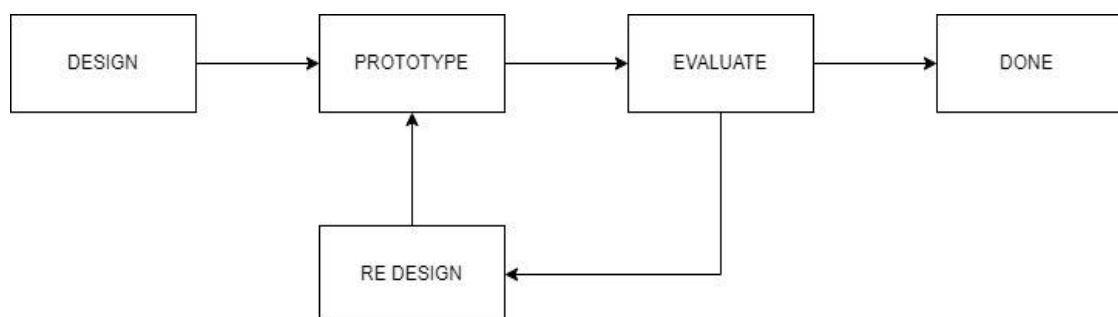 DESIGN
PROTOTYPE
EVALUATE
DONE
RE DESIGN